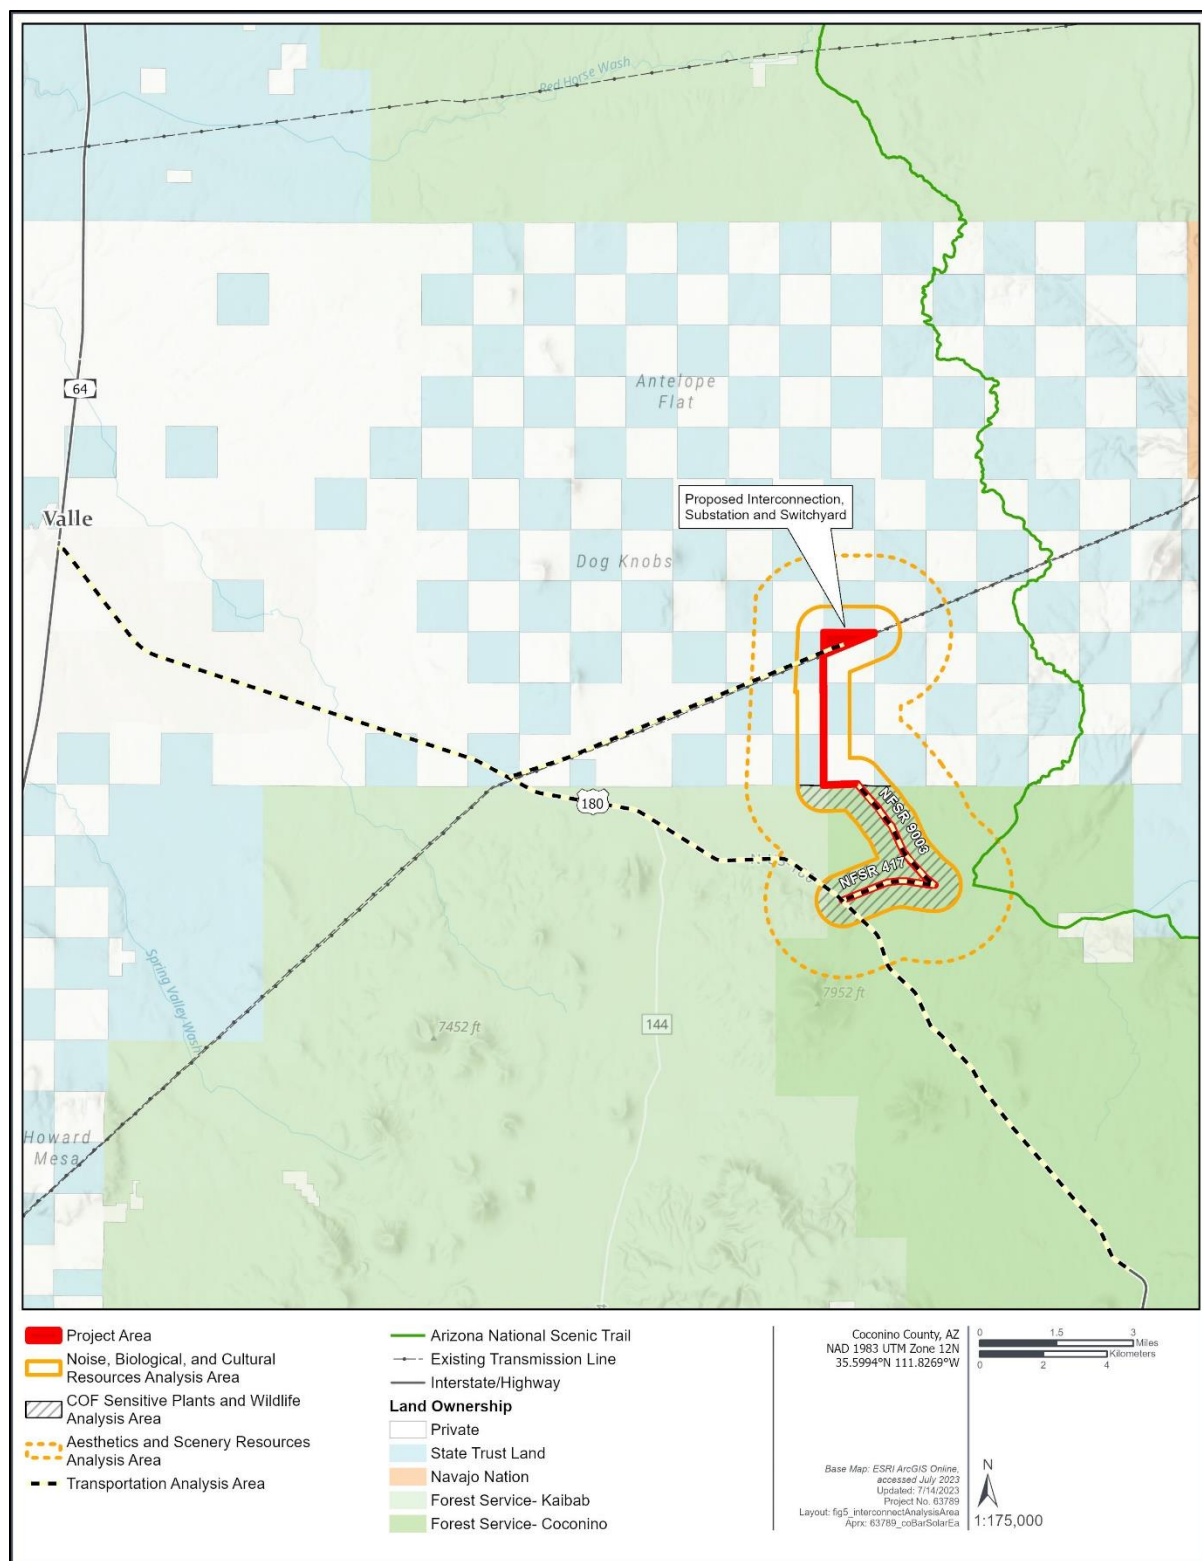 Red Horse Wash
64
Antelope
Flat
Proposed Interconnection,
Substation and Switchyard
Valle
Dog Knobs
180
NFSR 9003
NFSR 417
Spring Valley Wash
7952 ft
7452 ft
144
Howard
Mesa
Project Area
Noise, Biological, and Cultural
Resources Analysis Area
COF Sensitive Plants and Wildlife
Analysis Area
Aesthetics and Scenery Resources
Analysis Area
Transportation Analysis Area
Arizona National Scenic Trail
Existing Transmission Line
Interstate/Highway
Land Ownership
Private
State Trust Land
Navajo Nation
Forest Service- Kaibab
Forest Service- Coconino
Coconino County, AZ
NAD 1983 UTM Zone 12N
35.5994°N 111.8269°W
0 1.5 3
Miles
Kilometers
0 2 4
Base Map: ESRI ArcGIS Online,
accessed July 2023
Updated: 7/14/2023
Project No. 63789
Layout: fig5_interconnectAnalysisArea
Aprx: 63789_coBarSolarEa
N
1:175,000